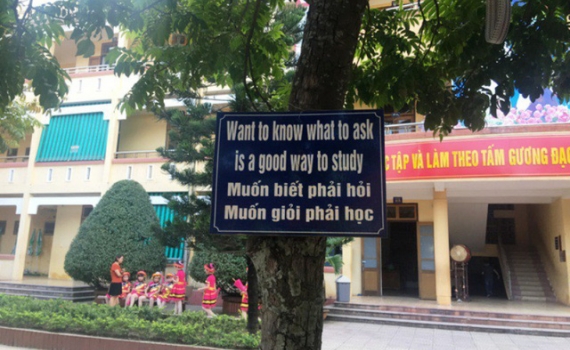 Want to know what to ask
is a good way to study
Muốn biết phải hỏi
Muốn giỏi phải học
TẬP VÀ LÀM THEO TẤM GƯƠNG ĐẠO